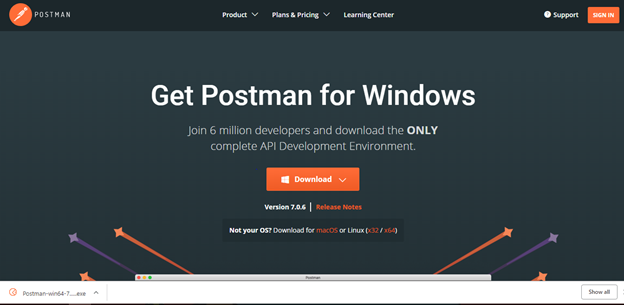 POSTMAN
Product
Plans & Pricing
Learning Center
Support
SIGN IN
Get Postman for Windows
Join 6 million developers and download the ONLY
complete API Development Environment.
Download
Version 7.0.6 | Release Notes
Not your OS? Download for macOS or Linux (x32 / x64)
Postman
Postman-win64-7....exe
Show all